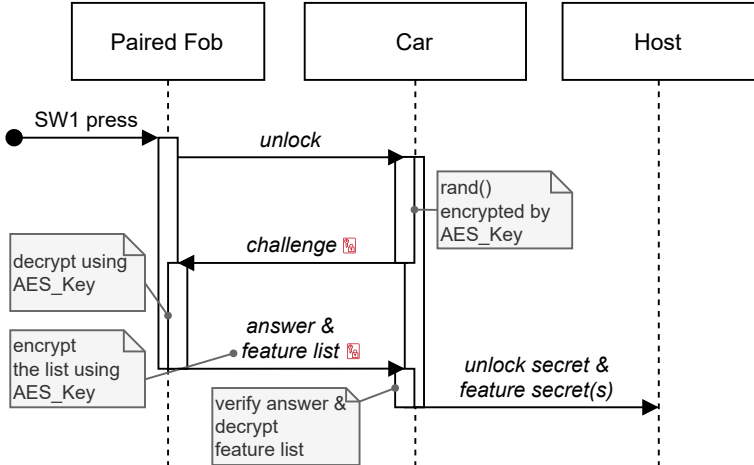 Paired Fob
Car
Host
SW1 press
unlock
rand()
encrypted by
AES_Key
challenge
decrypt using
AES_Key
answer &
feature list
encrypt
the list using
AES_Key
unlock secret &
feature secret(s)
verify answer &
decrypt
feature list